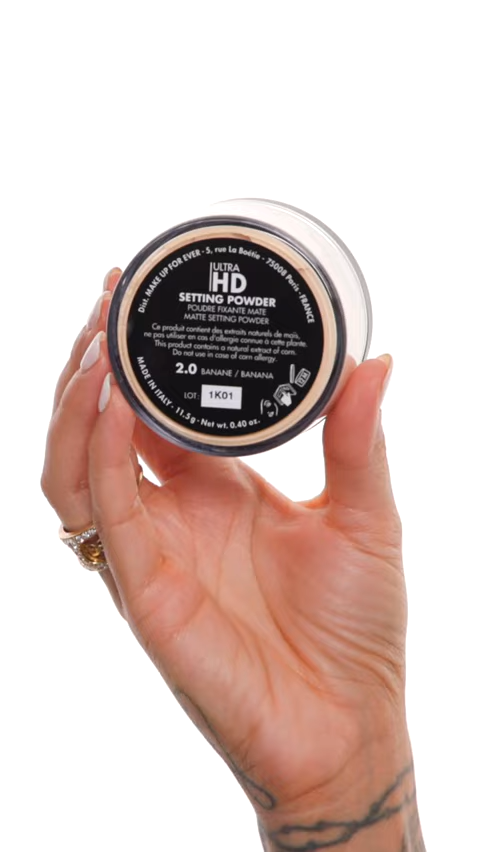 Dist. MAKE UP FOR EVER - 5, rue La Boétie - 75008 Paris - FRANCE
ULTRA
HD
SETTING POWDER
POUDRE FIXANTE MATE
MATTE SETTING POWDER
Ce produit contient des extraits naturels de maïs,
ne pas utiliser en cas d'allergie connue à cette plante.
This product contains a natural extract of corn.
Do not use in case of corn allergy.
2.0 BANANE / BANANA
LOT: 1K01
MADE IN ITALY - 11.5g - Net wt. 0.40 oz.